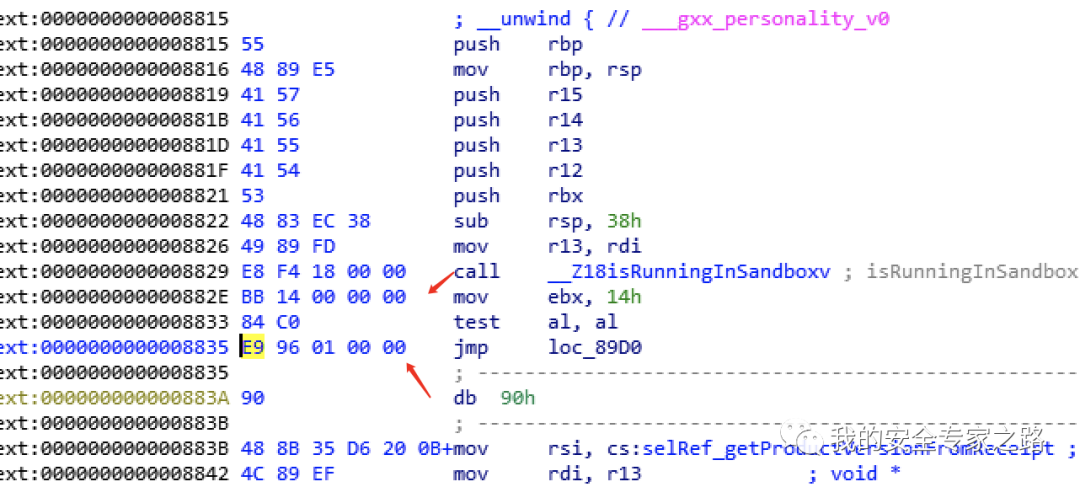 ext:0000000000008815 ; __unwind { // ___gxx_personality_v0
ext:0000000000008815 55 push rbp
ext:0000000000008816 48 89 E5 mov rbp, rsp
ext:0000000000008819 41 57 push r15
ext:000000000000881B 41 56 push r14
ext:000000000000881D 41 55 push r13
ext:000000000000881F 41 54 push r12
ext:0000000000008821 53 push rbx
ext:0000000000008822 48 83 EC 38 sub rsp, 38h
ext:0000000000008826 49 89 FD mov r13, rdi
ext:0000000000008829 E8 F4 18 00 00 call __Z18isRunningInSandboxv ; isRunningInSandbox
ext:000000000000882E BB 14 00 00 00 mov ebx, 14h
ext:0000000000008833 84 C0 test al, al
ext:0000000000008835 E9 96 01 00 00 jmp loc_89D0
ext:0000000000008835 ; ---------------------------------------------------
ext:000000000000883A 90 db 90h
ext:000000000000883B ; ---------------------------------------------------
ext:000000000000883B 48 8B 35 D6 20 0B+mov rsi, cs:selRef_getProductVersionFromReceipt ;
ext:0000000000008842 4C 89 EF mov rdi, r13 ; void *
我的安全专家之路